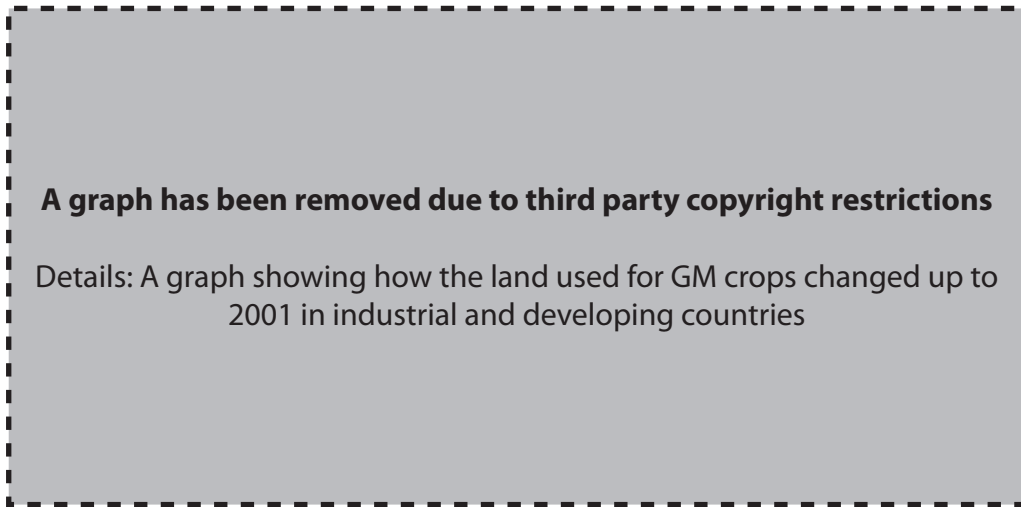 A graph has been removed due to third party copyright restrictions
Details: A graph showing how the land used for GM crops changed up to
2001 in industrial and developing countries